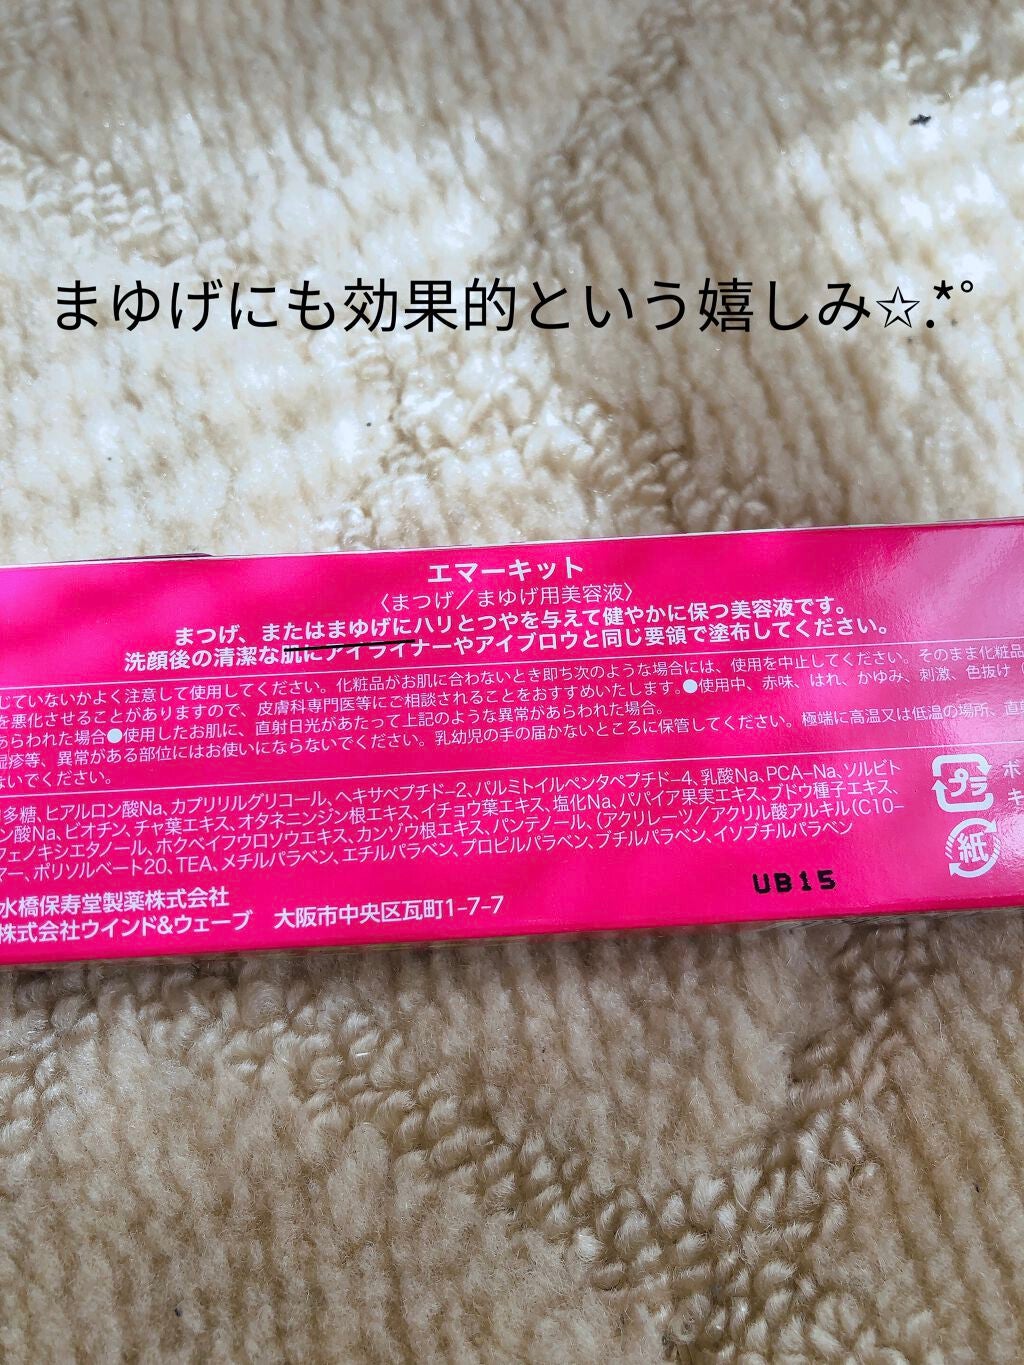 まゆげにも効果的という嬉しみ☆.*゜
エマーキット
〈まつげ／まゆげ用美容液〉
まつげ、またはまゆげにハリとつやを与えて健やかに保つ美容液です。
洗顔後の清潔な肌にアイライナーやアイブロウと同じ要領で塗布してください。
じていないかよく注意して使用してください。化粧品がお肌に合わないとき即ち次のような場合には、使用を中止してください。そのまま化粧品
を悪化させることがありますので、皮膚科専門医等にご相談されることをおすすめいたします。●使用中、赤味、はれ、かゆみ、刺激、色抜け
あらわれた場合●使用したお肌に、直射日光があたって上記のような異常があらわれた場合。
湿疹等、異常がある部位にはお使いにならないでください。乳幼児の手の届かないところに保管してください。極端に高温又は低温の場所、直
ないでください。
多糖、ヒアルロン酸Na、カプリリルグリコール、ヘキサペプチド-2、パルミトイルペンタペプチド-4、乳酸Na、PCA-Na、ソルビト
ン酸Na、ビオチン、チャ葉エキス、オタネニンジン根エキス、イチョウ葉エキス、塩化Na、パパイア果実エキス、ブドウ種子エキス、
フェノキシエタノール、ホクベイフウロソウエキス、カンゾウ根エキス、パンテノール、（アクリレーツ／アクリル酸アルキル（C10-
マー、ポリソルベート20、TEA、メチルパラベン、エチルパラベン、プロピルパラベン、ブチルパラベン、イソブチルパラベン
プラ
紙
水橋保寿堂製薬株式会社
株式会社ウインド&ウェーブ 大阪市中央区瓦町1-7-7
UB15